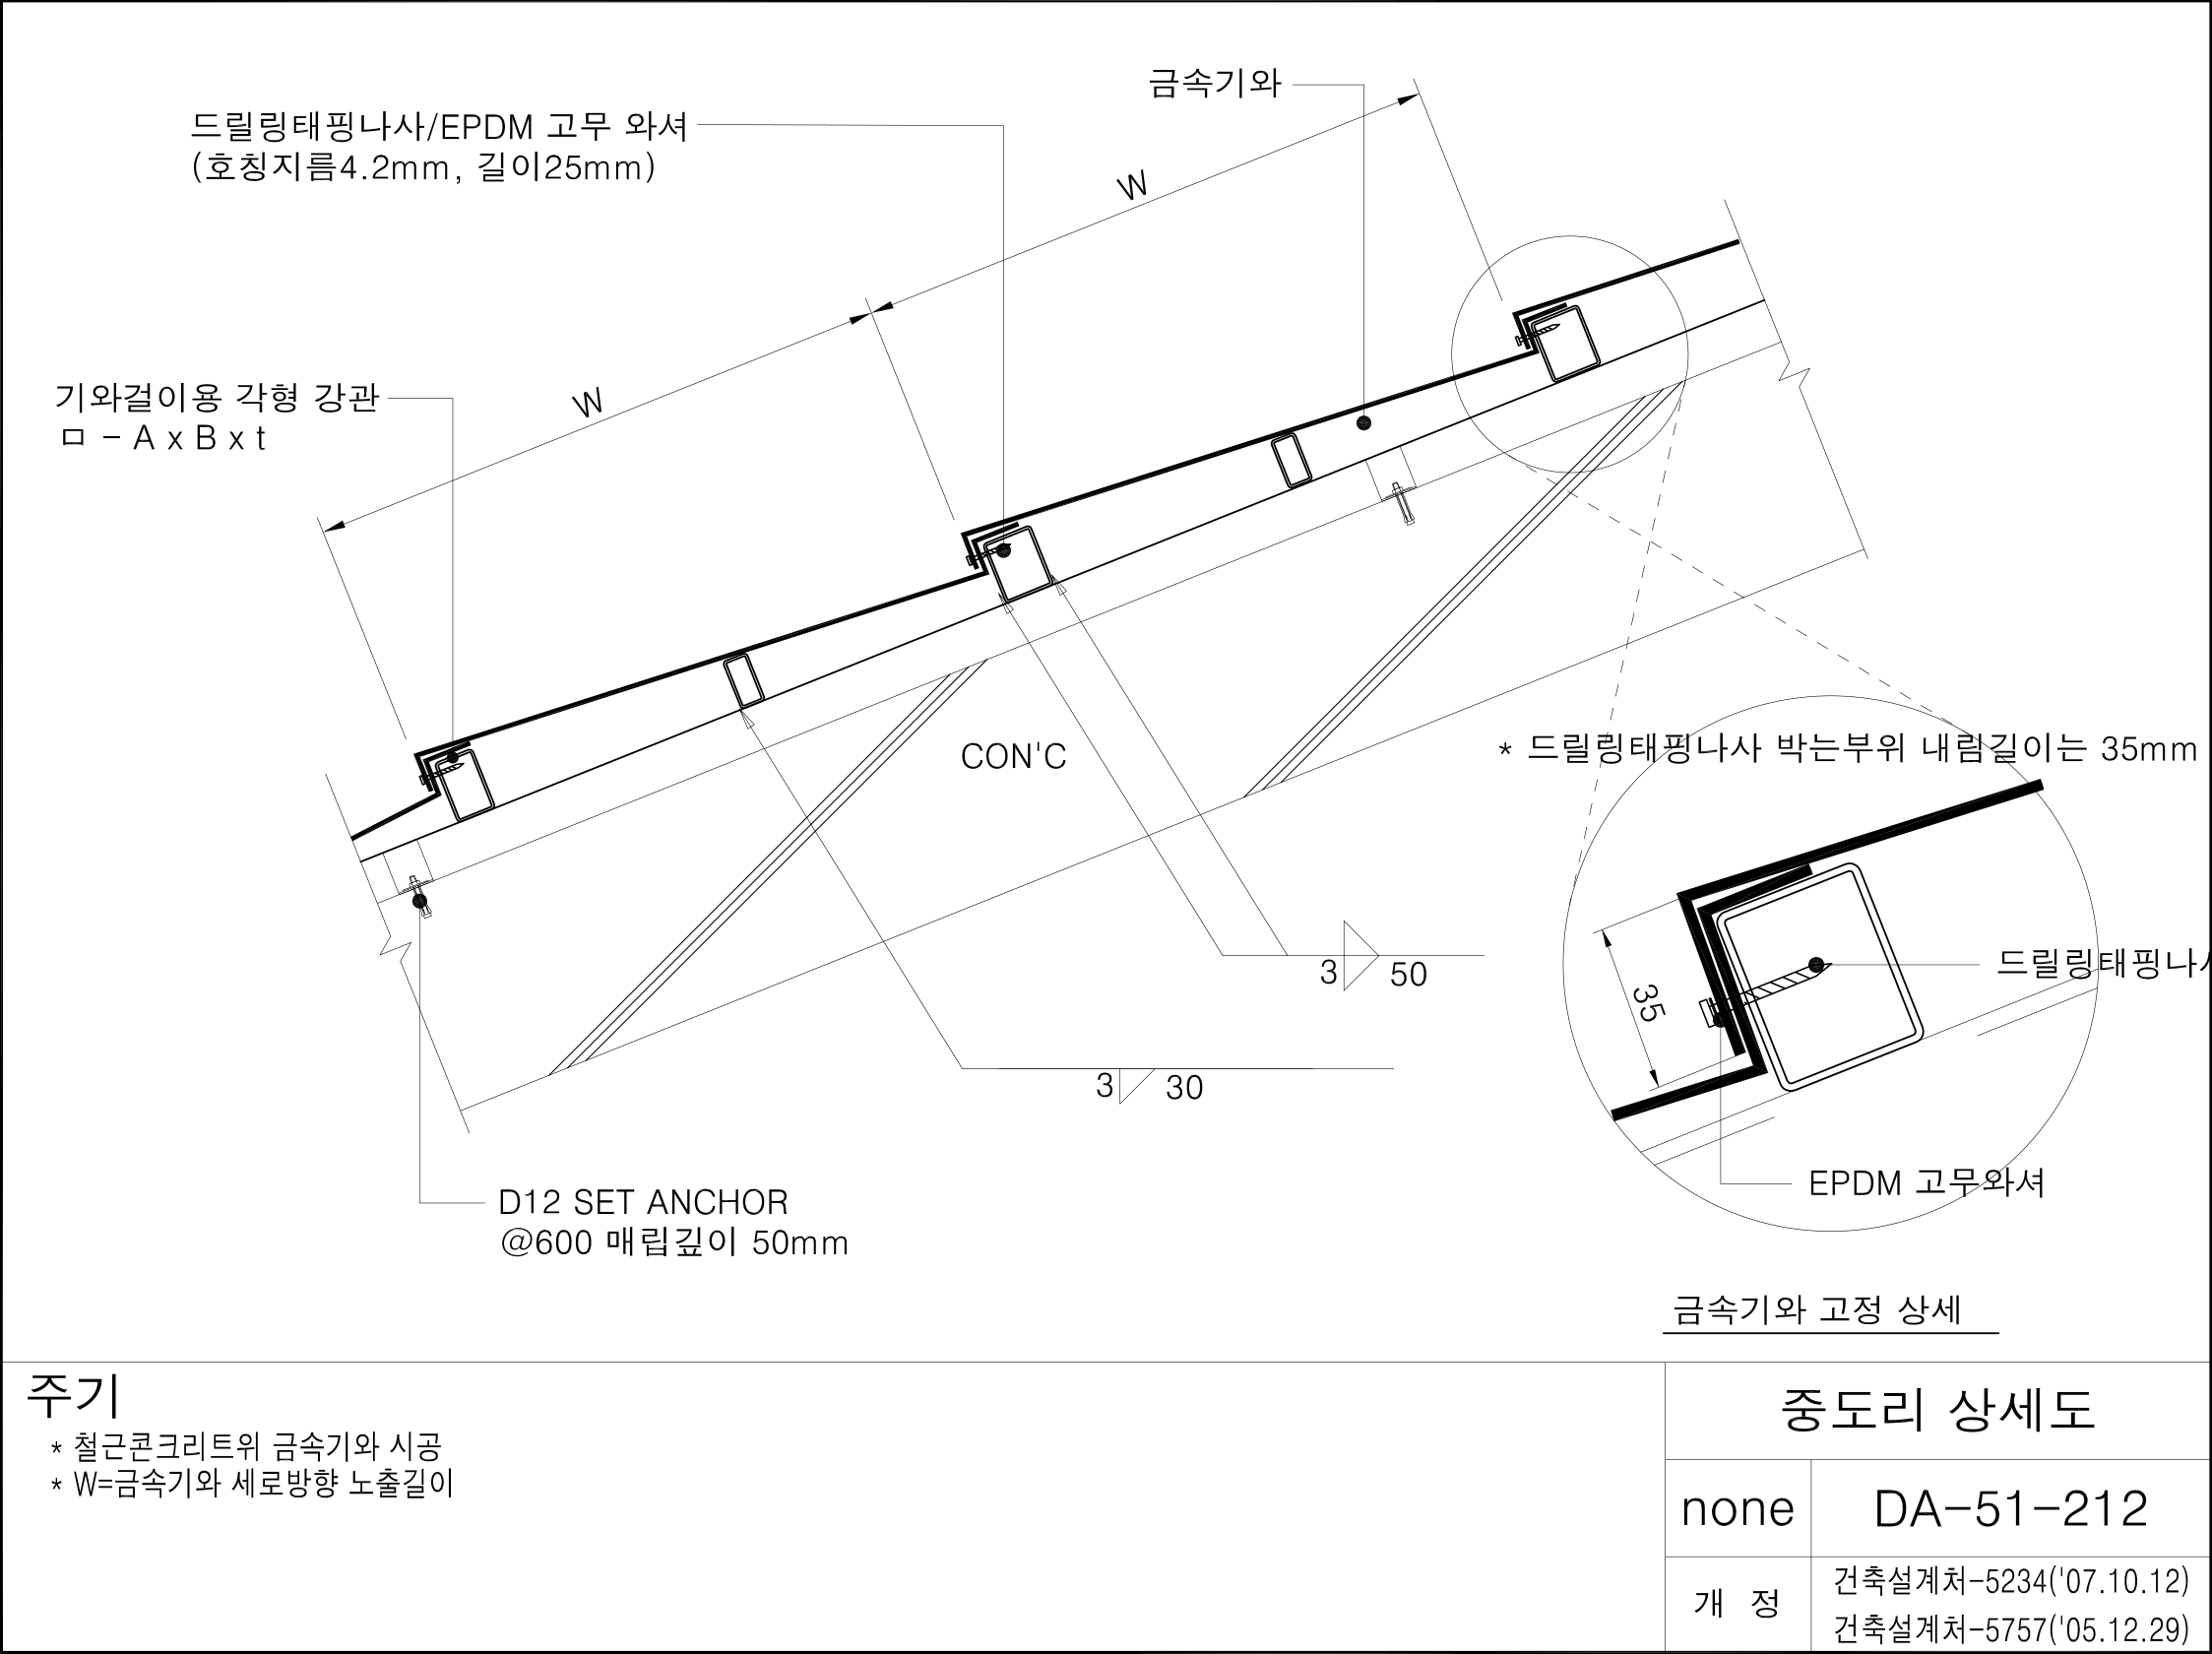 금속기와
드릴링태핑나사/EPDM 고무 와셔
(호칭지름4.2mm, 길이25mm)
W
W
기와걸이용 각형 강관
ㅁ - A x B x t
CON'C
* 드릴링태핑나사 박는부위 내림길이는 35mm
3 50
35
드릴링태핑나사
3 30
EPDM 고무와셔
D12 SET ANCHOR
@600 매립깊이 50mm
금속기와 고정 상세
주기
* 철근콘크리트위 금속기와 시공
* W=금속기와 세로방향 노출길이
중도리 상세도
none
DA-51-212
개 정
건축설계처-5234('07.10.12)
건축설계처-5757('05.12.29)